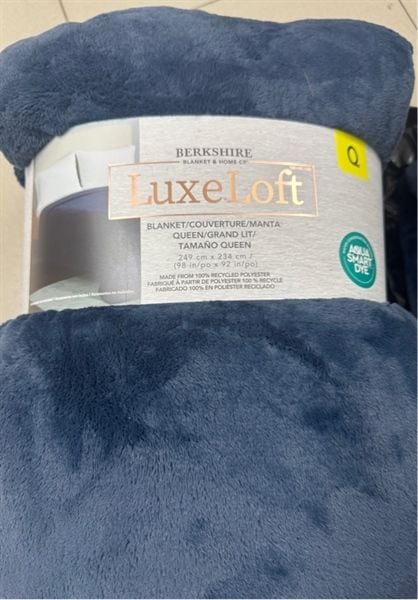 BERKSHIRE
BLANKET & HOME CO
Q
LuxeLoft
BLANKET/COUVERTURE/MANTA
QUEEN/GRAND LIT/
TAMAÑO QUEEN
249 cm x 234 cm /
(98 in/po x 92 in/po)
MADE FROM 100% RECYCLED POLYESTER
FABRIQUÉ À PARTIR DE POLYESTER 100 % RECYCLÉ
FABRICADO 100% EN POLIÉSTER RECICLADO
AQUA
SMART
DYE